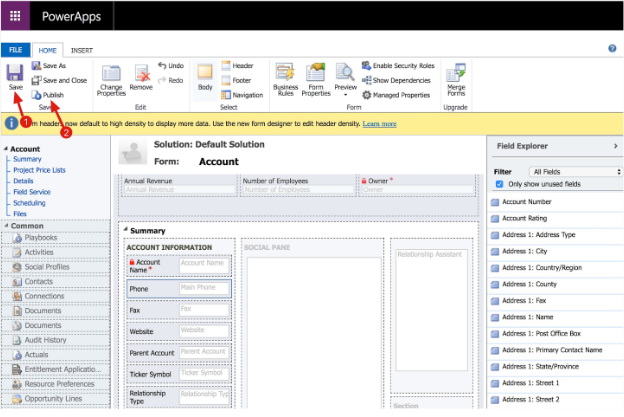 PowerApps
FILE HOME INSERT
Save
Save As
Save and Close
Publish
Save
Change Properties
Remove
Undo
Redo
Edit
Body
Header
Footer
Navigation
Select
Business Rules
Form Properties
Preview
Enable Security Roles
Show Dependencies
Managed Properties
Form
Merge Forms
Upgrade
1
2
m headers now default to high density to display more data. Use the new form designer to edit header density. Learn more
Account
Summary
Project Price Lists
Details
Field Service
Scheduling
Files
Common
Playbooks
Activities
Social Profiles
Contacts
Connections
Documents
Documents
Audit History
Actuals
Entitlement Applicatio...
Resource Preferences
Opportunity Lines
Solution: Default Solution
Form: Account
Annual Revenue
Annual Revenue
Number of Employees
Number of Employees
Owner *
Owner
Summary
ACCOUNT INFORMATION
Account Name *
Account Name
Phone
Main Phone
Fax
Fax
Website
Website
Parent Account
Parent Account
Ticker Symbol
Ticker Symbol
Relationship Type
Relationship Typ
SOCIAL PANE
Relationship Assistant
Section
Field Explorer
Filter All Fields
Only show unused fields
Account Number
Account Rating
Address 1: Address Type
Address 1: City
Address 1: Country/Region
Address 1: County
Address 1: Fax
Address 1: Name
Address 1: Post Office Box
Address 1: Primary Contact Name
Address 1: State/Province
Address 1: Street 1
Address 1: Street 2